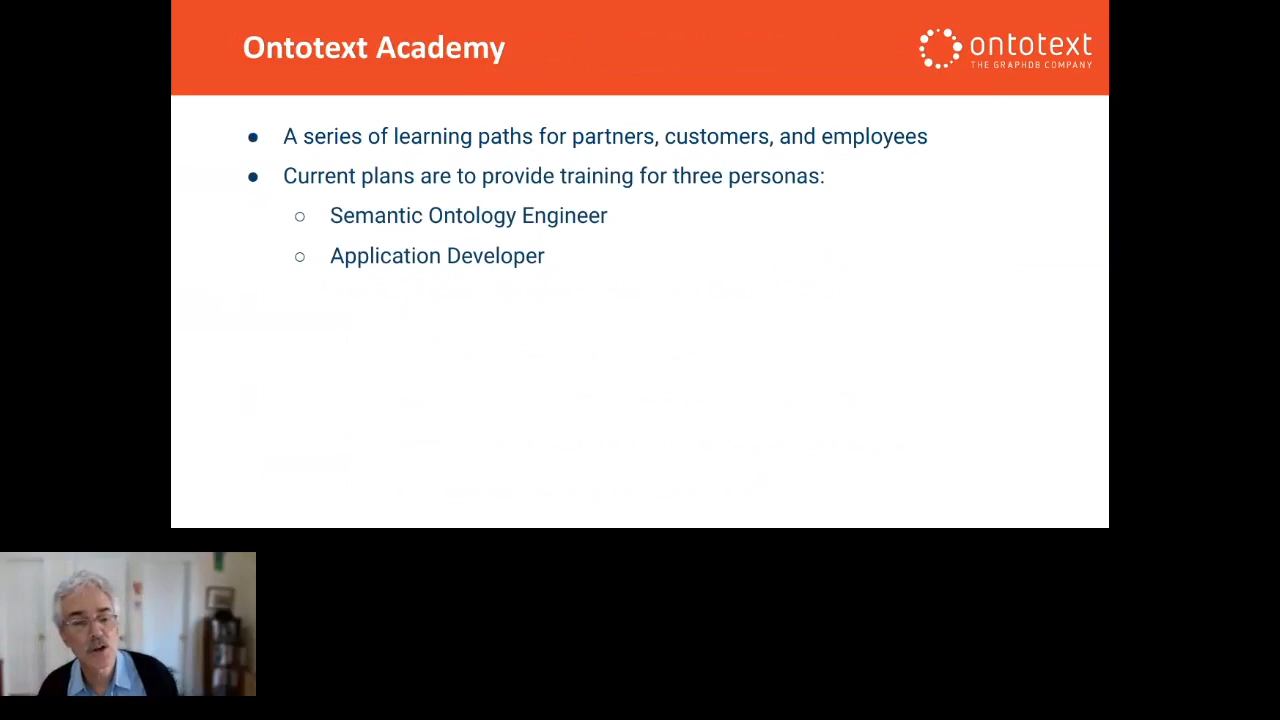 Ontotext Academy
ontotext
THE GRAPHDB COMPANY
● A series of learning paths for partners, customers, and employees
● Current plans are to provide training for three personas:
○ Semantic Ontology Engineer
○ Application Developer